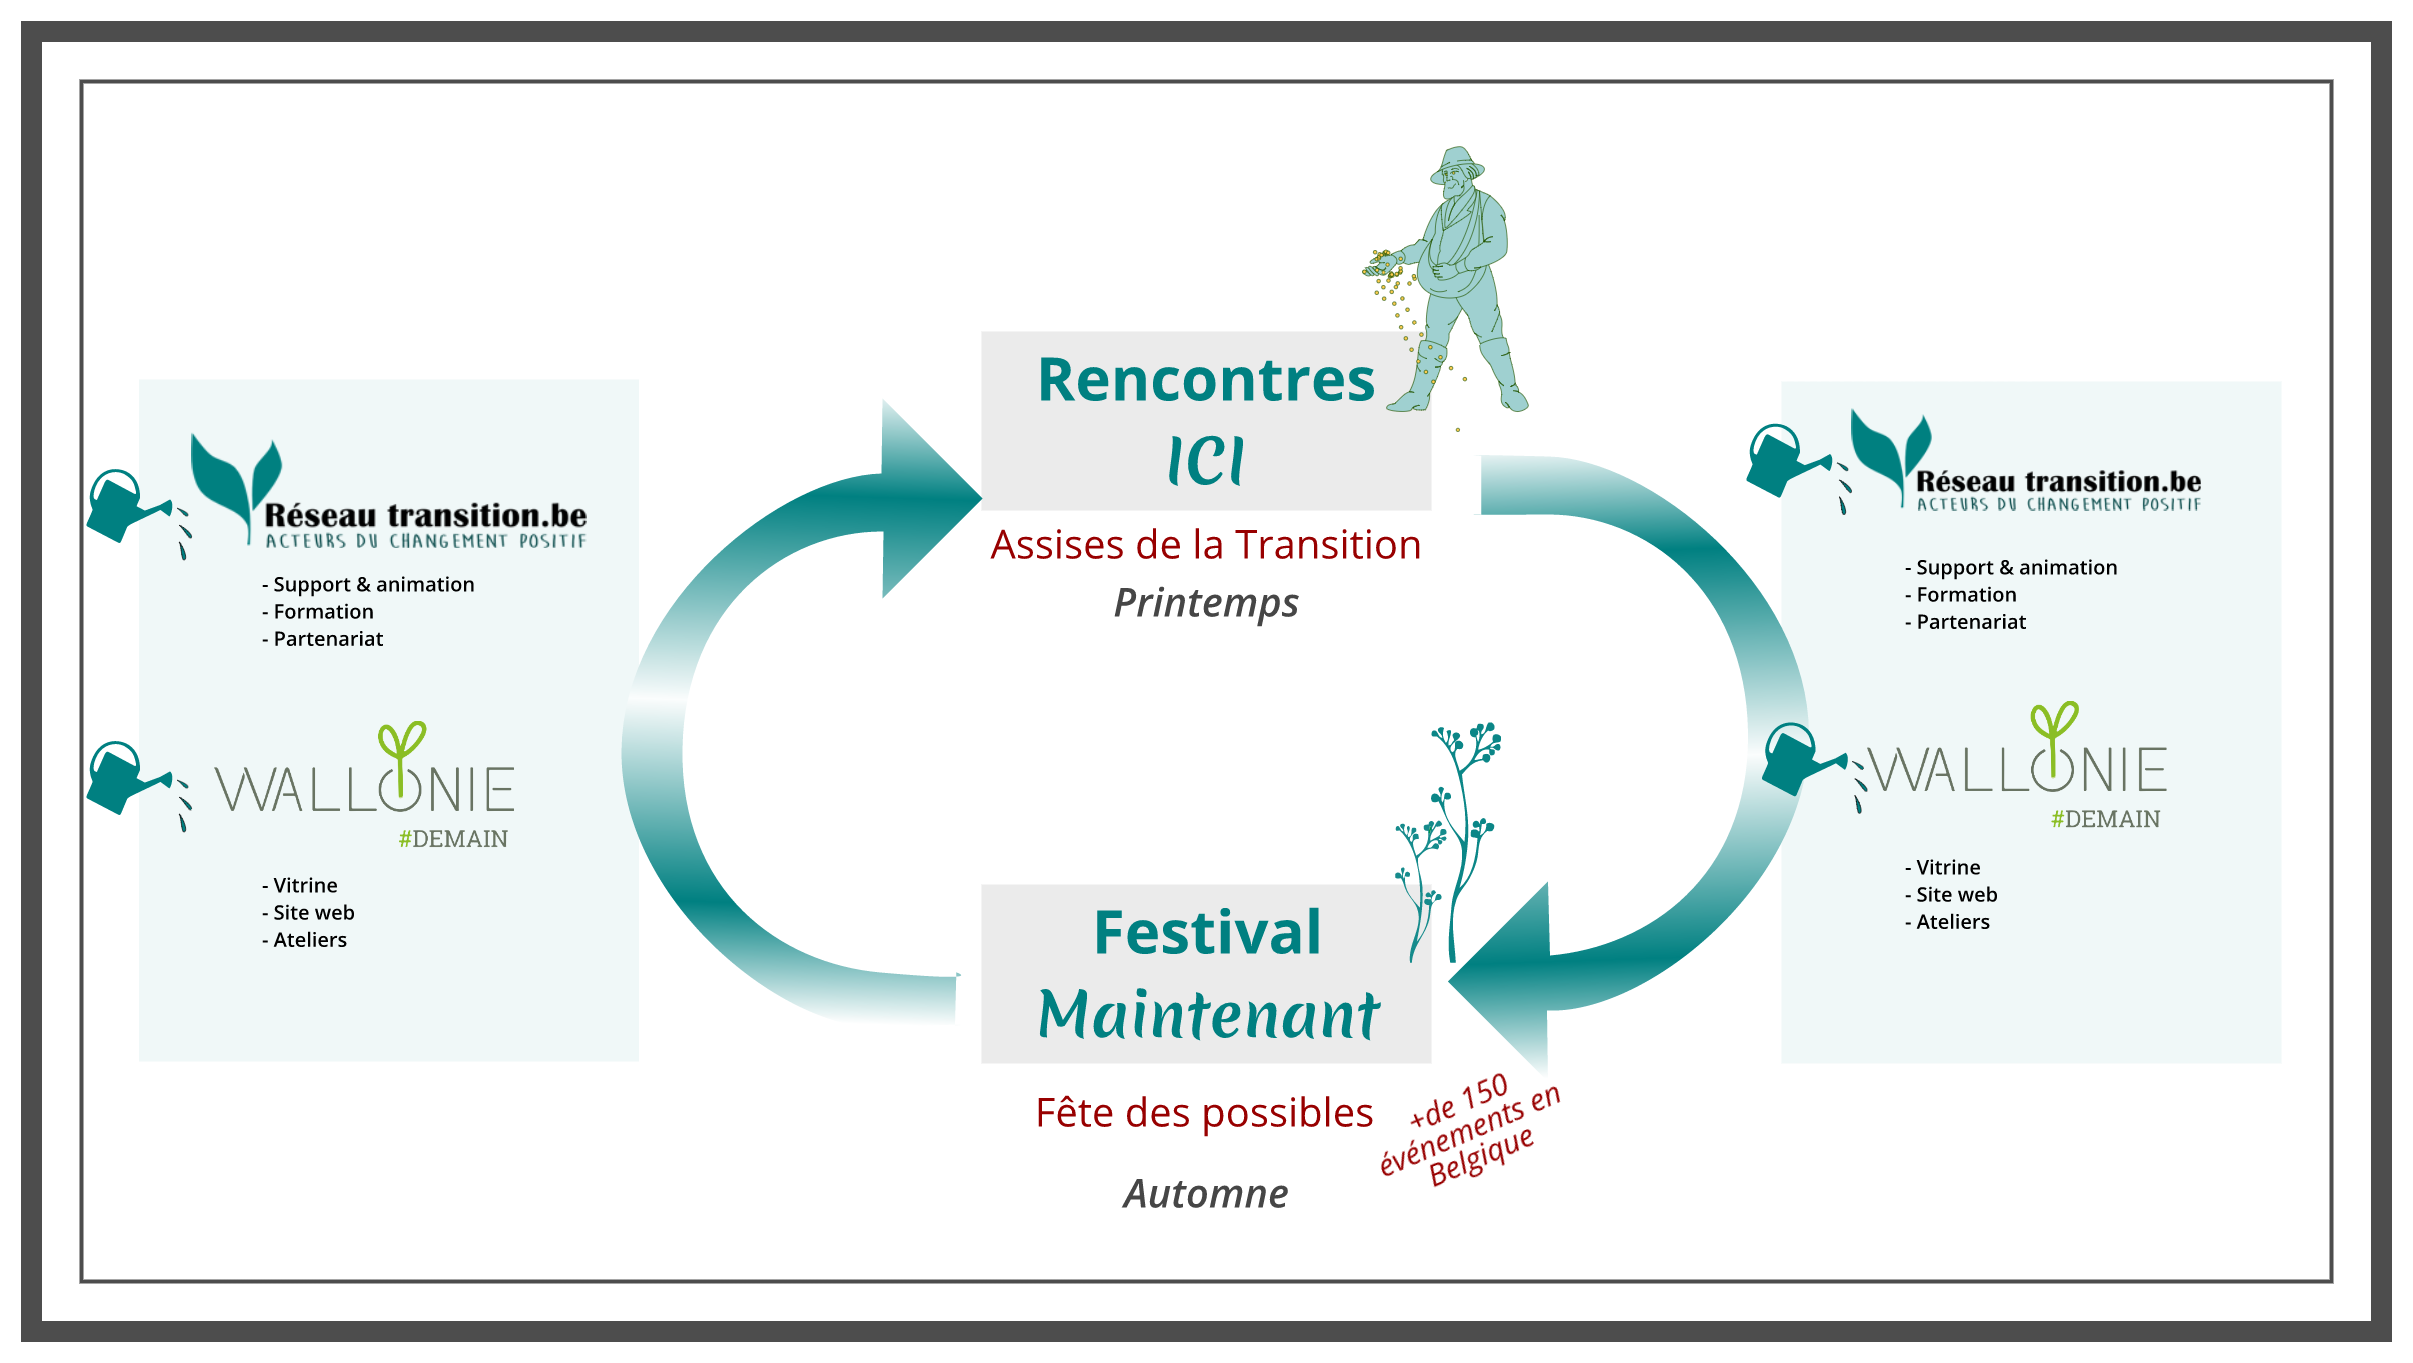 Réseau transition.be
ACTEURS DU CHANGEMENT POSITIF
- Support & animation
- Formation
- Partenariat
WALLONIE
#DEMAIN
- Vitrine
- Site web
- Ateliers
Rencontres
ICI
Assises de la Transition
Printemps
Festival
Maintenant
Fête des possibles
+de 150
événements en
Belgique
Automne
Réseau transition.be
ACTEURS DU CHANGEMENT POSITIF
- Support & animation
- Formation
- Partenariat
WALLONIE
#DEMAIN
- Vitrine
- Site web
- Ateliers